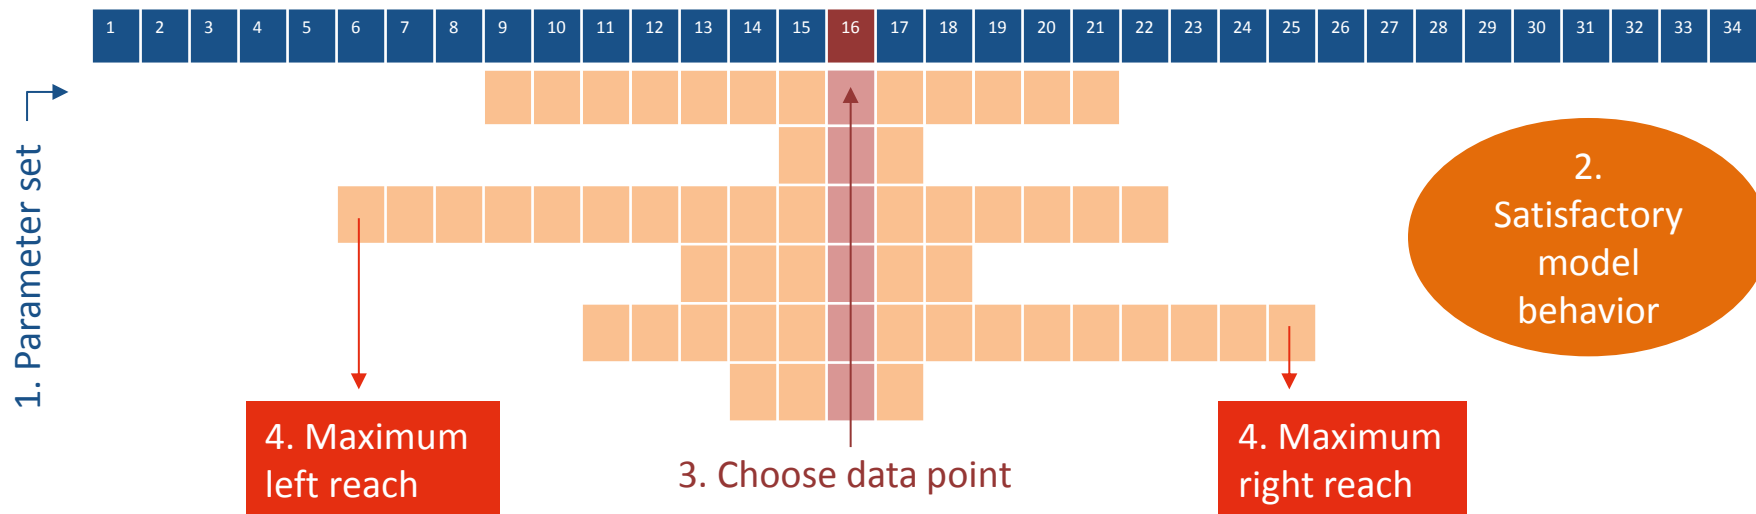 1 2 3 4 5 6 7 8 9 10 11 12 13 14 15 16 17 18 19 20 21 22 23 24 25 26 27 28 29 30 31 32 33 34
1. Parameter set
2.
Satisfactory
model
behavior
4. Maximum
left reach
3. Choose data point
4. Maximum
right reach